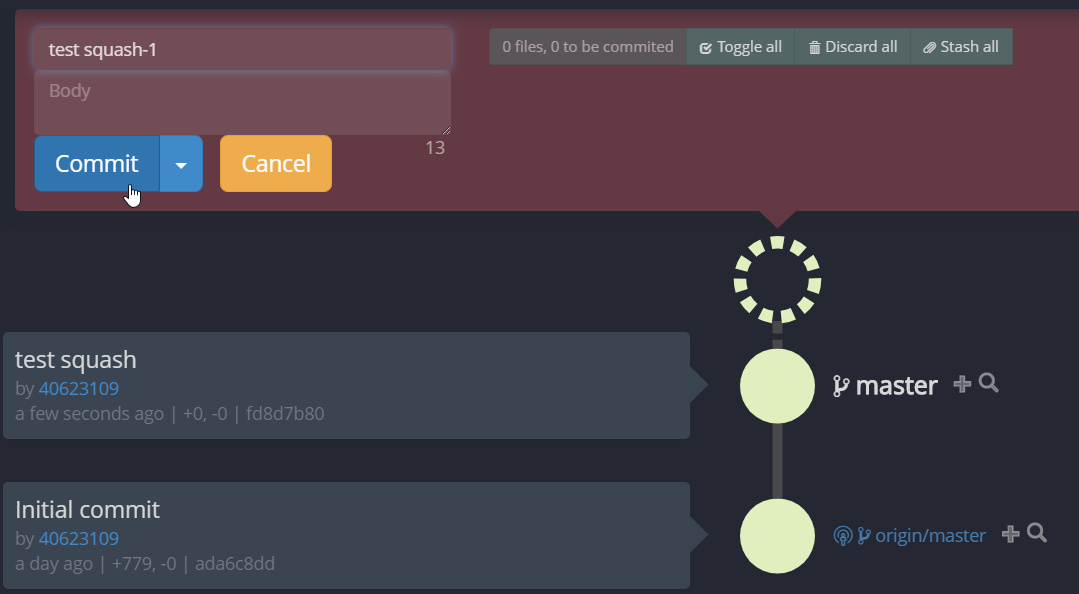 test squash-1
0 files, 0 to be commited Toggle all Discard all Stash all
Body
13
Commit Cancel
test squash
by 40623109
a few seconds ago | +0, -0 | fd8d7b80
master
Initial commit
by 40623109
a day ago | +779, -0 | ada6c8dd
origin/master